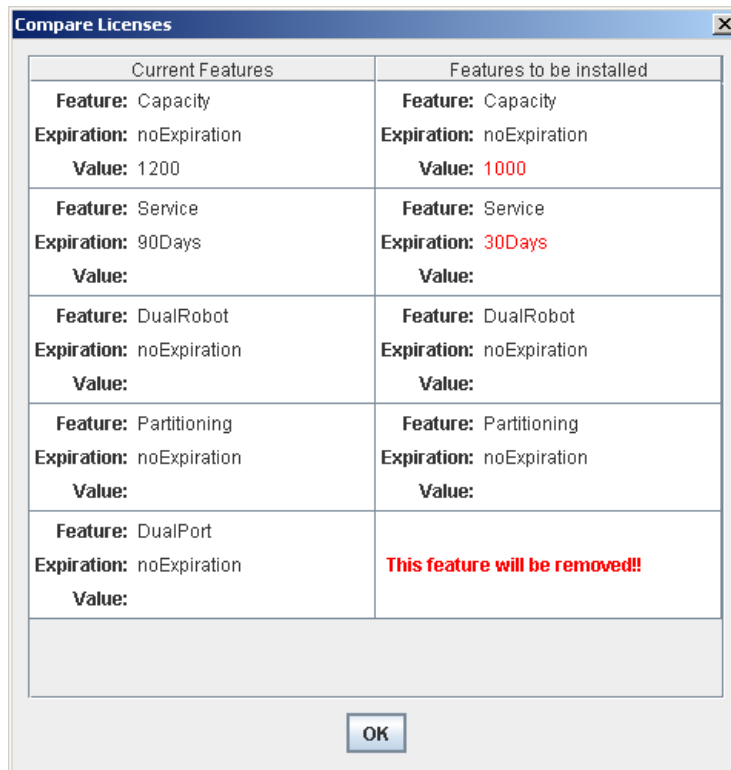 Compare Licenses
Current Features Features to be installed
Feature: Capacity Feature: Capacity
Expiration: noExpiration Expiration: noExpiration
Value: 1200 Value: 1000
Feature: Service Feature: Service
Expiration: 90Days Expiration: 30Days
Value: Value:
Feature: DualRobot Feature: DualRobot
Expiration: noExpiration Expiration: noExpiration
Value: Value:
Feature: Partitioning Feature: Partitioning
Expiration: noExpiration Expiration: noExpiration
Value: Value:
Feature: DualPort
Expiration: noExpiration This feature will be removed!!
Value:
OK